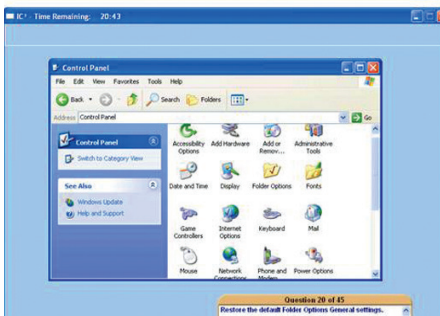 IC³ - Time Remaining: 20:43
Control Panel
File Edit View Favorites Tools Help
Back Search Folders
Address Control Panel Go
Control Panel
Switch to Category View
See Also
Windows Update
Help and Support
Accessibility Options
Add Hardware
Add or Remov...
Administrative Tools
Date and Time
Display
Folder Options
Fonts
Game Controllers
Internet Options
Keyboard
Mail
Mouse
Network Connections
Phone and Modem
Power Options
Question 20 of 45
Restore the default Folder Options General settings.